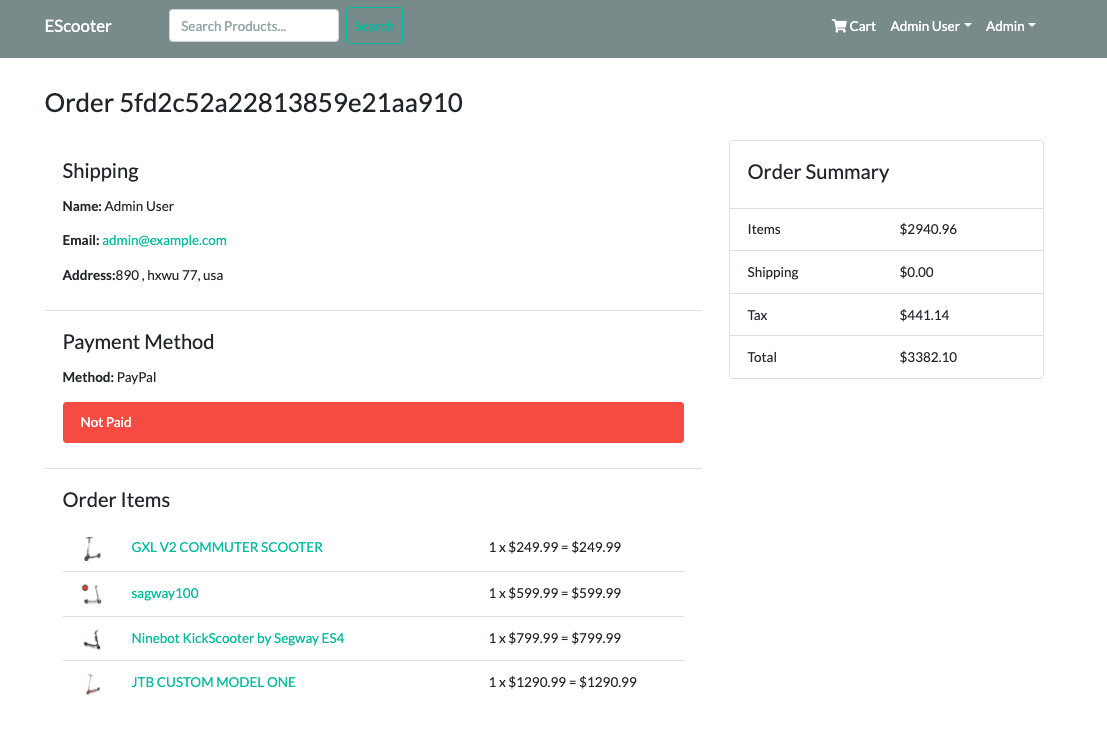 EScooter
Search Products...
Search
Cart
Admin User
Admin
Order 5fd2c52a22813859e21aa910
Shipping
Name: Admin User
Email: admin@example.com
Address:890 , hxwu 77, usa
Payment Method
Method: PayPal
Not Paid
Order Items
GXL V2 COMMUTER SCOOTER 1 x $249.99 = $249.99
sagway100 1 x $599.99 = $599.99
Ninebot KickScooter by Segway ES4 1 x $799.99 = $799.99
JTB CUSTOM MODEL ONE 1 x $1290.99 = $1290.99
Order Summary
Items $2940.96
Shipping $0.00
Tax $441.14
Total $3382.10